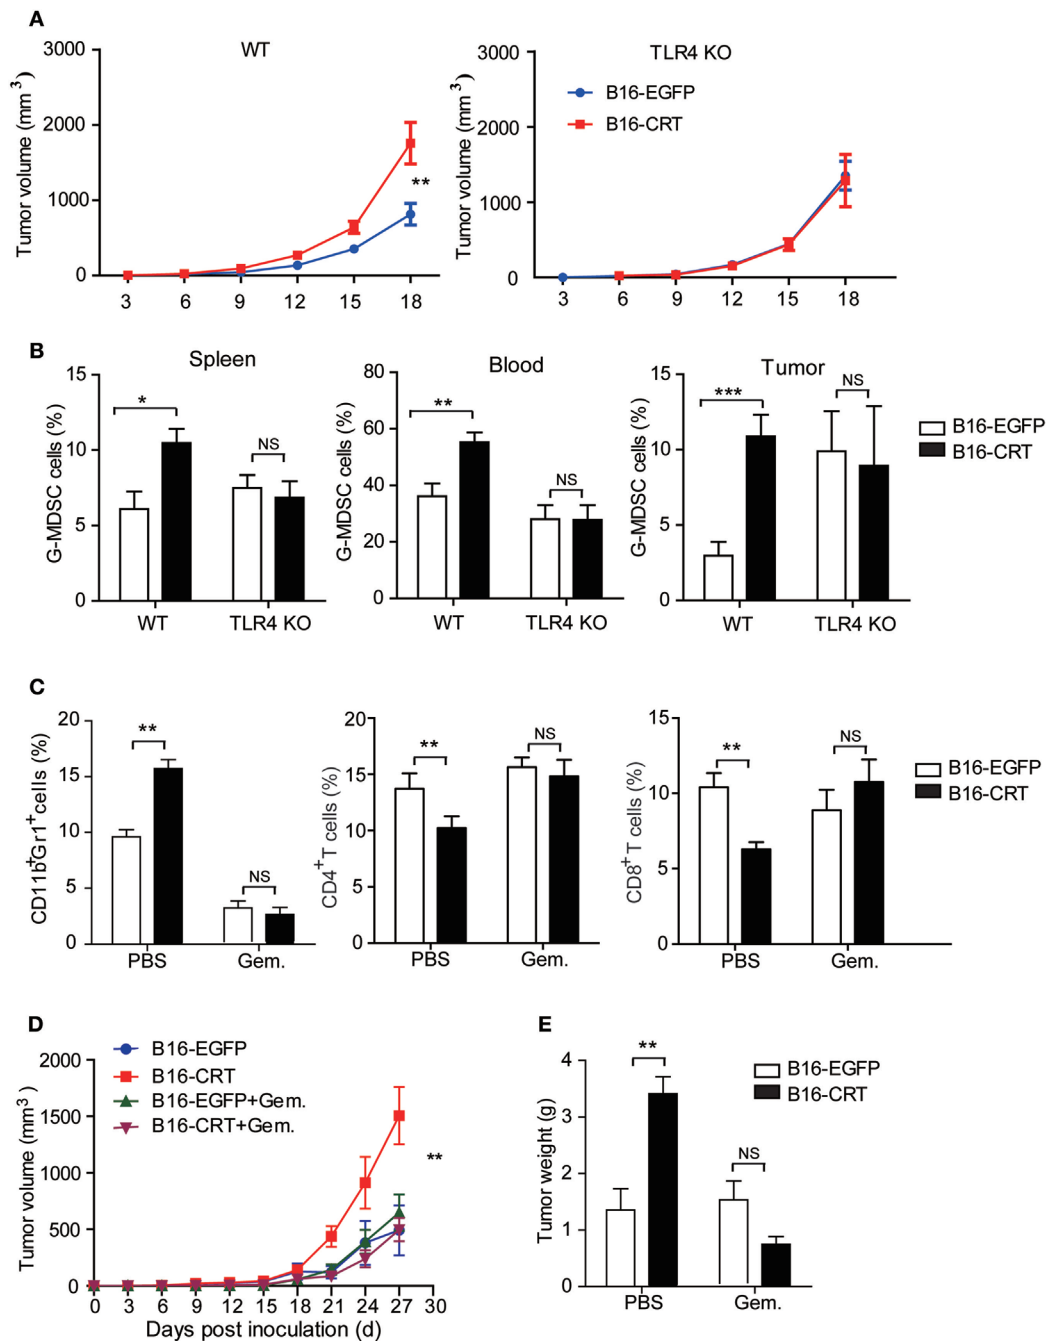 A
WT
TLR4 KO
Tumor volume (mm 3)
3000
2000
1000
0
3 6 9 12 15 18
**
Tumor volume (mm 3)
3000
2000
1000
0
3 6 9 12 15 18
B16-EGFP
B16-CRT
B
Spleen
G-MDSC cells (%)
15
10
5
0
*
NS
WT TLR4 KO
Blood
G-MDSC cells (%)
80
60
40
20
0
**
NS
WT TLR4 KO
Tumor
G-MDSC cells (%)
15
10
5
0
***
NS
WT TLR4 KO
B16-EGFP
B16-CRT
C
CD11b+Gr1+cells (%)
20
15
10
5
0
**
NS
PBS Gem.
CD4+T cells (%)
20
15
10
5
0
**
NS
PBS Gem.
CD8+T cells (%)
15
10
5
0
**
NS
PBS Gem.
B16-EGFP
B16-CRT
D
B16-EGFP
B16-CRT
B16-EGFP+Gem.
B16-CRT+Gem.
Tumor volume (mm3)
2000
1500
1000
500
0
**
0 3 6 9 12 15 18 21 24 27 30
Days post inoculation (d)
E
Tumor weight (g)
4
3
2
1
0
**
NS
PBS Gem.
B16-EGFP
B16-CRT